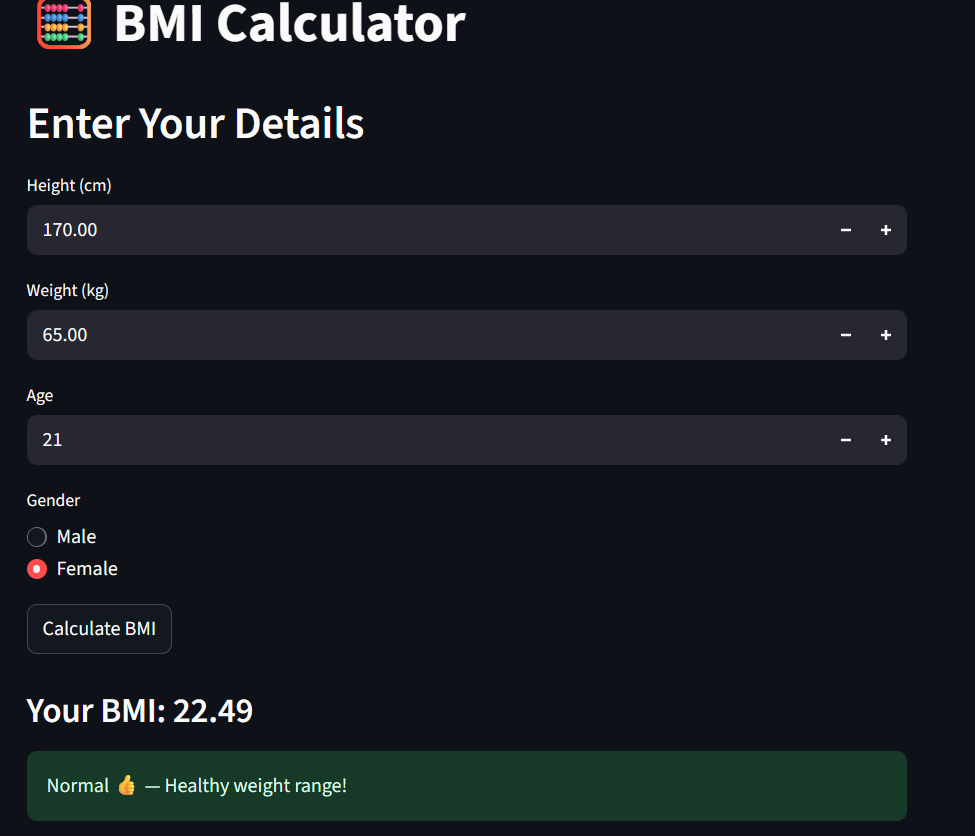 BMI Calculator
Enter Your Details
Height (cm)
170.00
Weight (kg)
65.00
Age
21
Gender
Male
Female
Calculate BMI
Your BMI: 22.49
Normal 👍 — Healthy weight range!